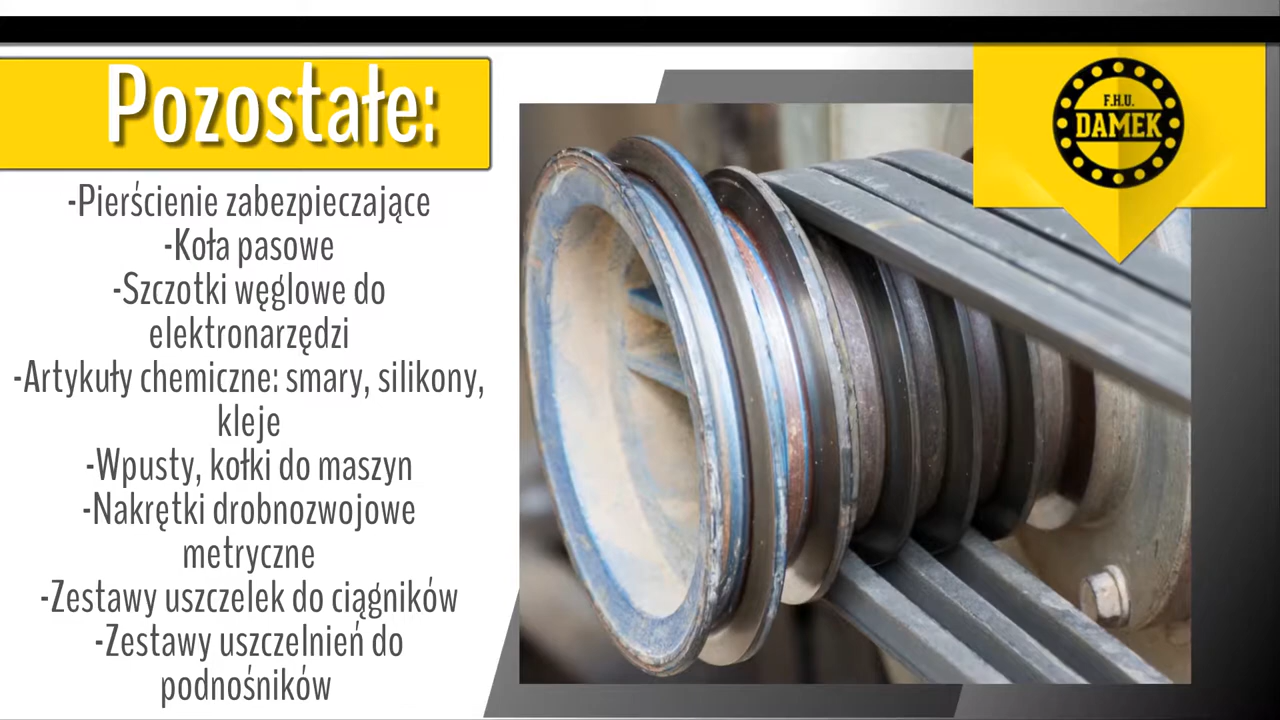 Pozostałe:
-Pierścienie zabezpieczające
-Koła pasowe
-Szczotki węglowe do
elektronarzędzi
-Artykuły chemiczne: smary, silikony,
kleje
-Wpusty, kołki do maszyn
-Nakrętki drobnozwojowe
metryczne
-Zestawy uszczelek do ciągników
-Zestawy uszczelnień do
podnośników
F.H.U.
DAMEK